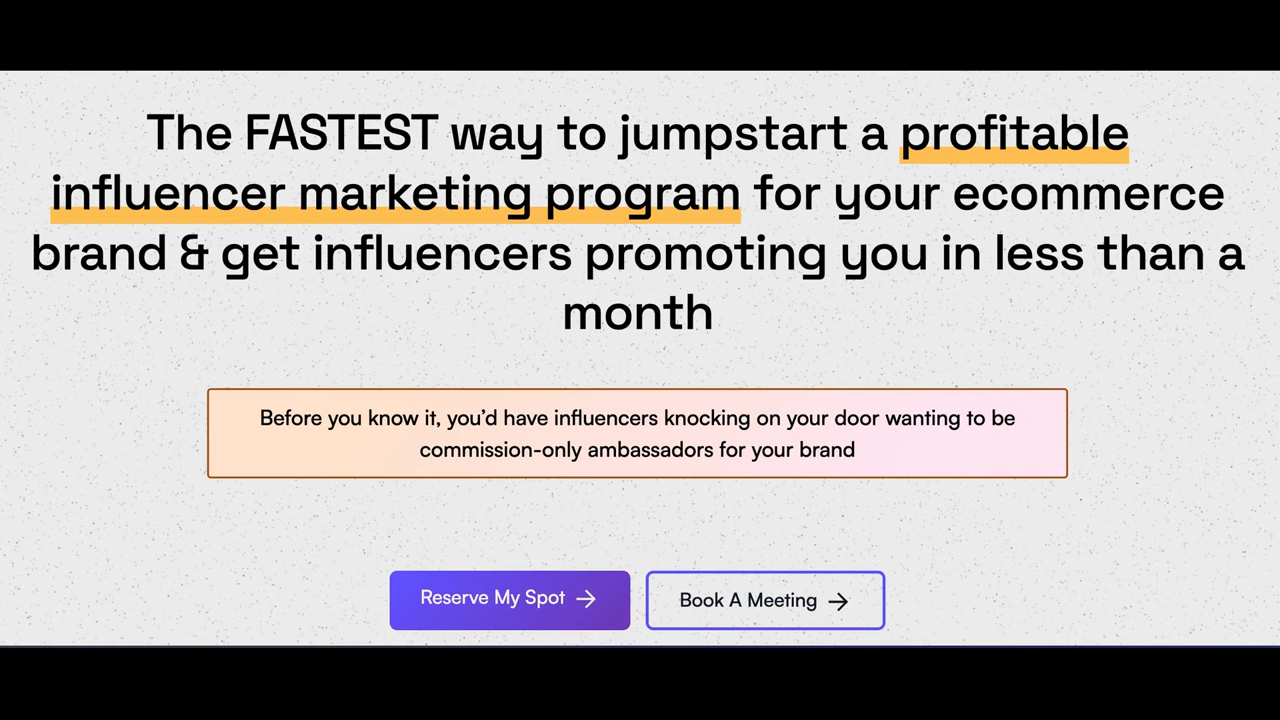 The FASTEST way to jumpstart a profitable
influencer marketing program for your ecommerce
brand & get influencers promoting you in less than a
month
Before you know it, you’d have influencers knocking on your door wanting to be
commission-only ambassadors for your brand
Reserve My Spot →
Book A Meeting →